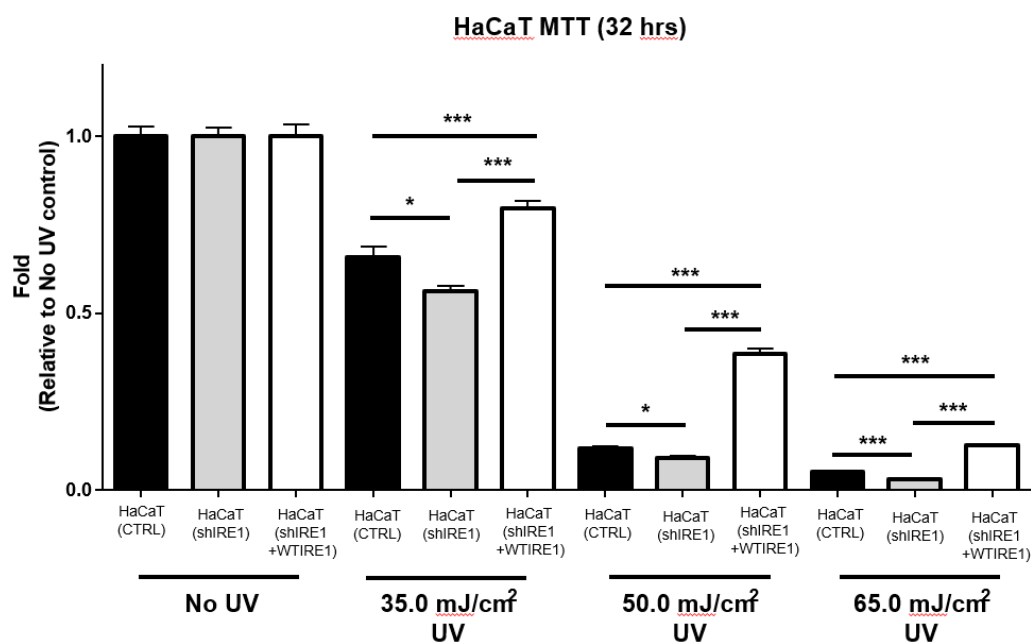 HaCaT MTT (32 hrs)
Fold
(Relative to No UV control)
1.0
0.5
0.0
***
***
*
***
***
*
***
***
***
HaCaT
(CTRL)
HaCaT
(shIRE1)
HaCaT
(shIRE1
+WTIRE1)
HaCaT
(CTRL)
HaCaT
(shIRE1)
HaCaT
(shIRE1
+WTIRE1)
HaCaT
(CTRL)
HaCaT
(shIRE1)
HaCaT
(shIRE1
+WTIRE1)
HaCaT
(CTRL)
HaCaT
(shIRE1)
HaCaT
(shIRE1
+WTIRE1)
No UV
35.0 mJ/cm²
UV
50.0 mJ/cm²
UV
65.0 mJ/cm²
UV